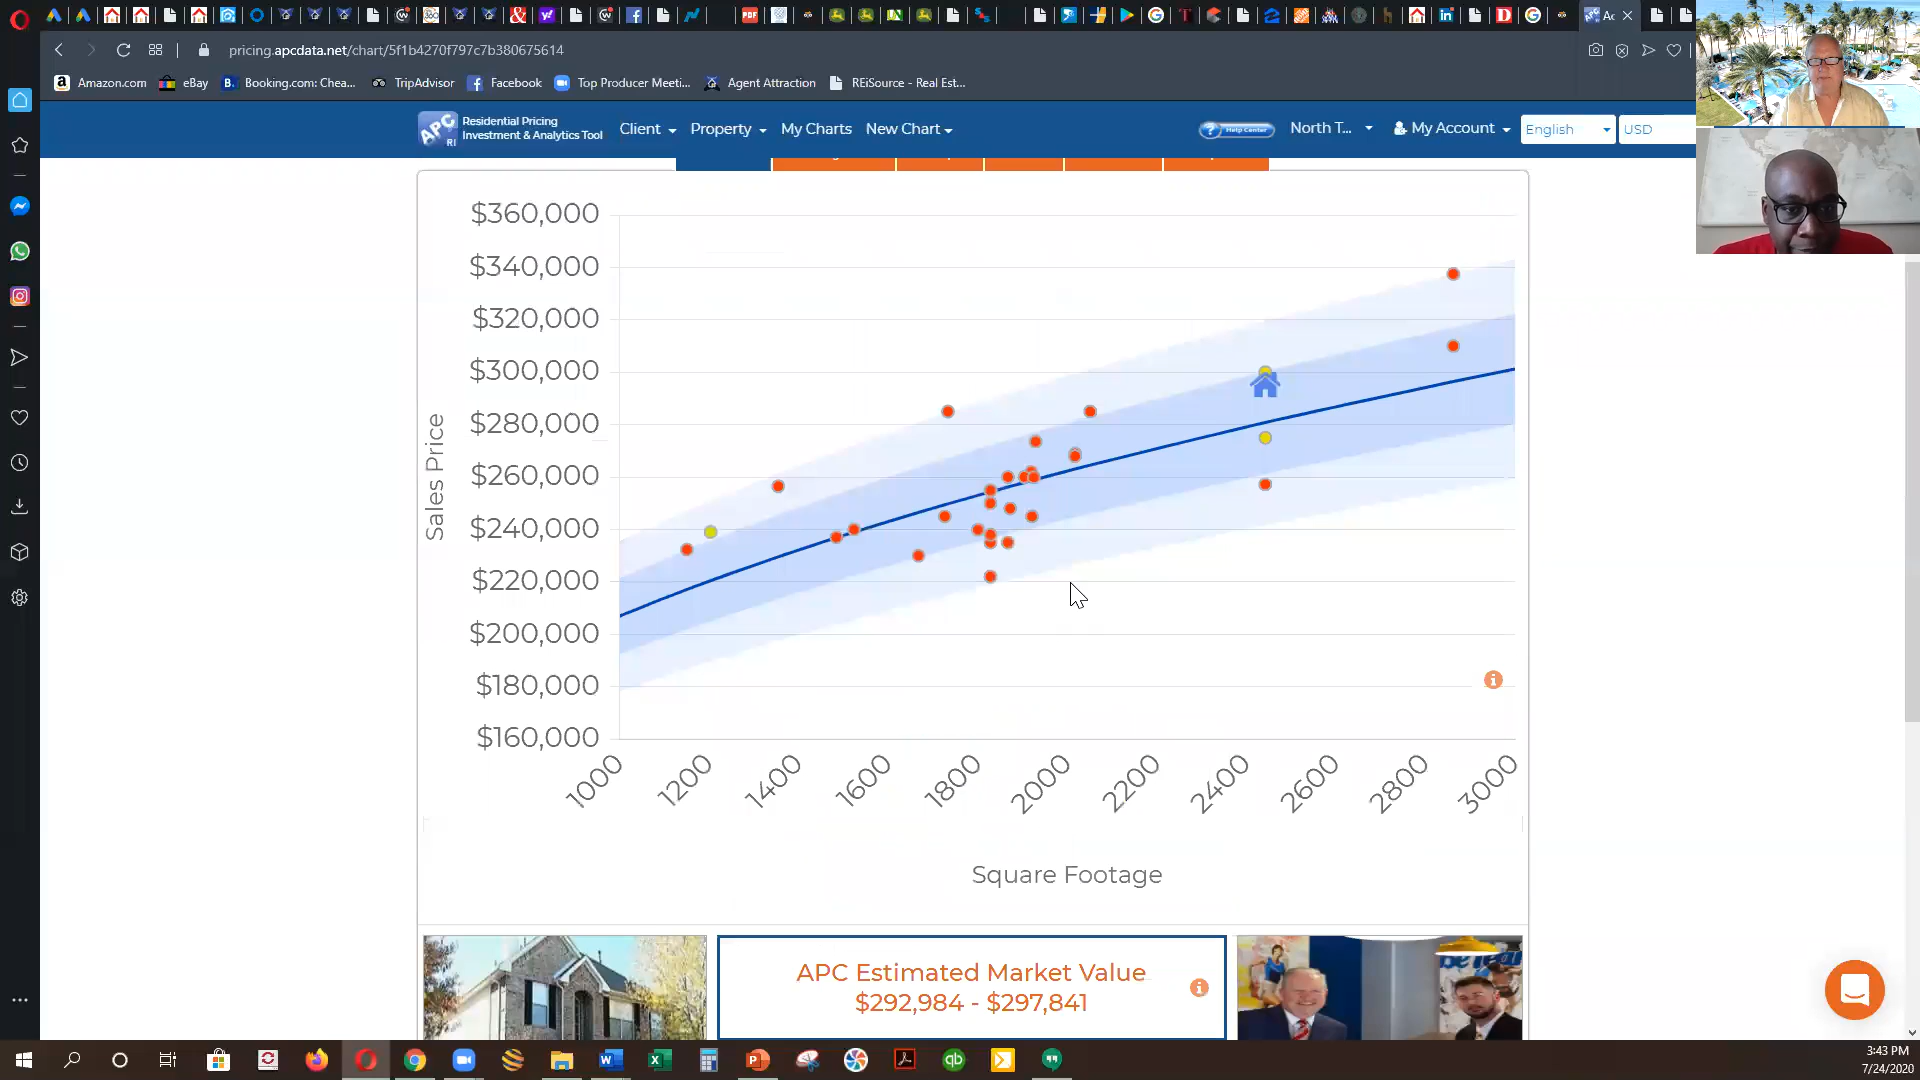 pricing.apcdata.net/chart/5f1b4270f797c7b380675614
Amazon.com
eBay
Booking.com: Chea...
TripAdvisor
Facebook
Top Producer Meeti...
Agent Attraction
REiSource - Real Est...
APC
RI
Residential Pricing
Investment & Analytics Tool
Client
Property
My Charts
New Chart
Help Center
North T...
My Account
English
USD
$360,000
$340,000
$320,000
$300,000
$280,000
$260,000
$240,000
$220,000
$200,000
$180,000
$160,000
Sales Price
1000
1200
1400
1600
1800
2000
2200
2400
2600
2800
3000
Square Footage
APC Estimated Market Value
$292,984 - $297,841
3:43 PM
7/24/2020